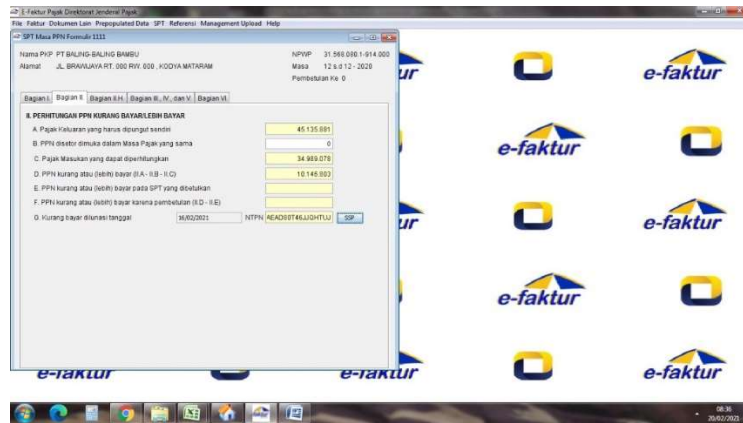 E-Faktur Pajak Direktorat Jenderal Pajak
File Faktur Dokumen Lain Prepopulated Data SPT Referensi Management Upload Help
SPT Masa PPN Formulir 1111
Nama PKP PT BALING-BALING BAMBU NPWP 31.568.080.1-914.000
Alamat JL. BRAWIJAYA RT. 000 RW. 000 , KODYA MATARAM Masa 12 s.d 12 - 2020
Pembetulan Ke 0
Bagian I. Bagian II. Bagian II.H. Bagian III., IV., dan V. Bagian VI.
II. PERHITUNGAN PPN KURANG BAYAR/LEBIH BAYAR
A. Pajak Keluaran yang harus dipungut sendiri 45.135.881
B. PPN disetor dimuka dalam Masa Pajak yang sama 0
C. Pajak Masukan yang dapat diperhitungkan 34.989.078
D. PPN kurang atau (lebih) bayar (II.A - II.B - II.C) 10.146.803
E. PPN kurang atau (lebih) bayar pada SPT yang dibetulkan
F. PPN kurang atau (lebih) bayar karena pembetulan (II.D - II.E)
G. Kurang bayar dilunasi tanggal 16/02/2021 NTPN SSP
ur
e-faktur
e-faktur
ur
e-faktur
e-faktur
e-faktur
e-faktur
e-faktur
08:36
20/02/2021